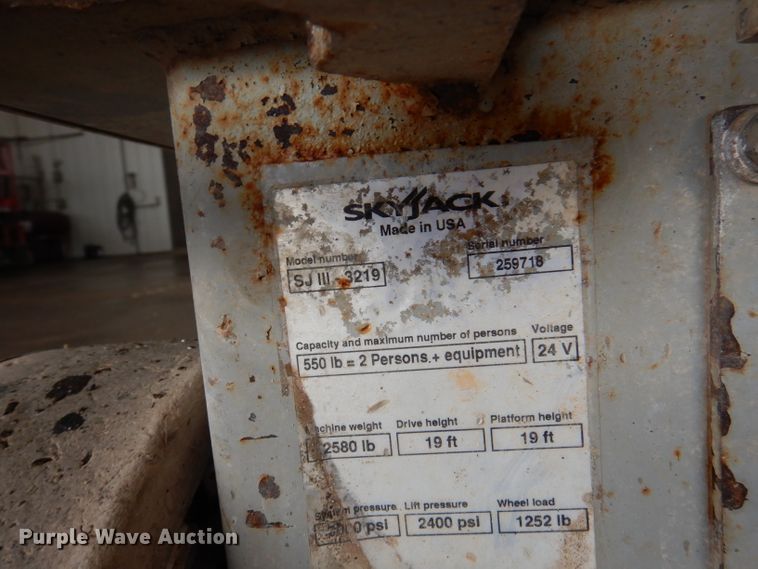 SKYJACK
Made in USA
Model number Serial number
SJ III 3219 259718
Capacity and maximum number of persons Voltage
550 lb = 2 Persons.+ equipment 24 V
Machine weight Drive height Platform height
2580 lb 19 ft 19 ft
System pressure Lift pressure Wheel load
psi 2400 psi 1252 lb
Purple Wave Auction®